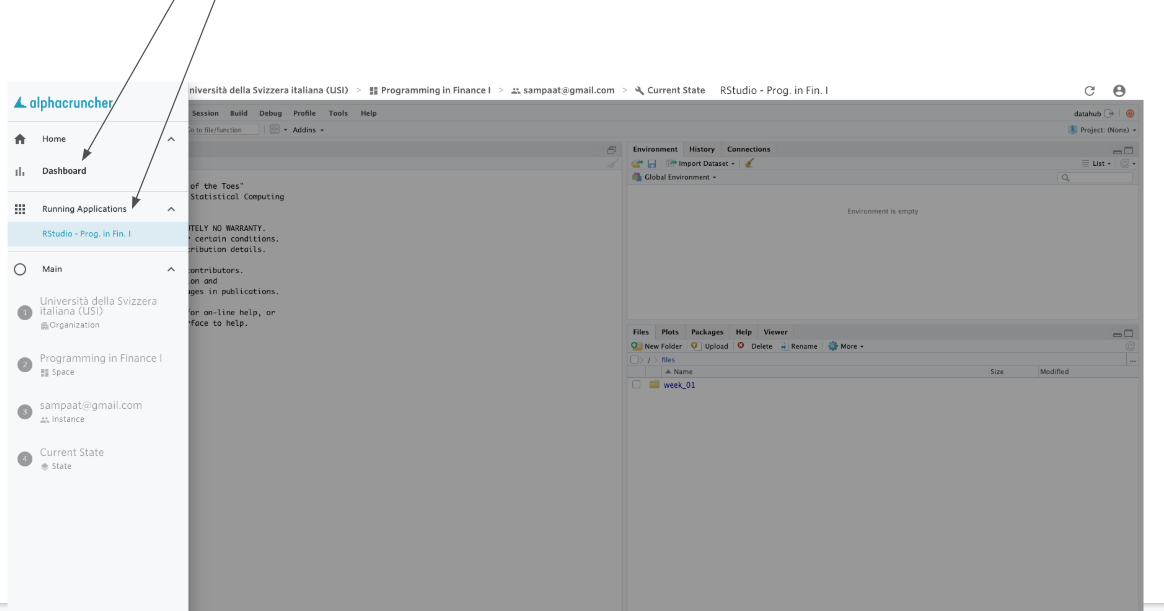 alphacruncher
Home
Dashboard
Running Applications
RStudio - Prog. in Fin. I
Main
1
Università della Svizzera
italiana (USI)
Organization
2
Programming in Finance I
Space
3
sampaat@gmail.com
Instance
4
Current State
State
niversità della Svizzera italiana (USI) > Programming in Finance I > sampaat@gmail.com > Current State RStudio - Prog. in Fin. I
Session Build Debug Profile Tools Help
datahub
to file/function Addins
Project: (None)
of the Toes"
Statistical Computing
UTELY NO WARRANTY.
certain conditions.
tribution details.
contributors.
on and
ages in publications.
for on-line help, or
rface to help.
Environment History Connections
Import Dataset
List
Global Environment
Environment is empty
Files Plots Packages Help Viewer
New Folder Upload Delete Rename More
/ > files
Name Size Modified
week_01